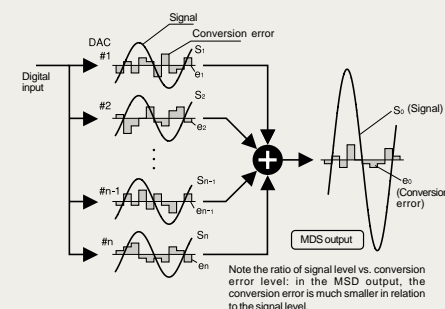 Signal
Conversion error
DAC
#1
S1
e1
Digital
input
#2
S2
e2
S0 (Signal)
e0
(Conversion
error)
#n-1
Sn-1
en-1
MDS output
#n
Sn
en
Note the ratio of signal level vs. conversion
error level: in the MSD output, the
conversion error is much smaller in relation
to the signal level.